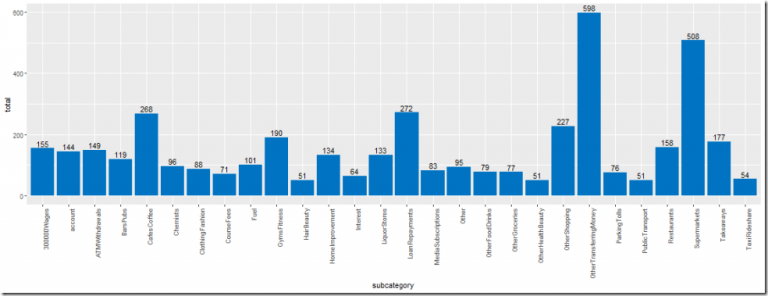 total
600
400
200
0
155
144
149
119
268
96
88
71
101
190
51
134
64
133
272
83
95
79
77
51
227
598
76
51
158
508
177
54
account
ATMWithdrawals
BarsPubs
CafesCoffee
Chemists
ClothingFashion
Fuel
GymsFitness
HairBeauty
HomeImprovement
Interest
LiquorStores
LoanRepayments
MediaSubscriptions
Other
OtherFoodDrinks
OtherGroceries
OtherHealthBeauty
OtherShopping
OtherTransferringMoney
ParkingTolls
PublicTransport
Restaurants
Supermarkets
Takeaways
TaxiRideshare
subcategory